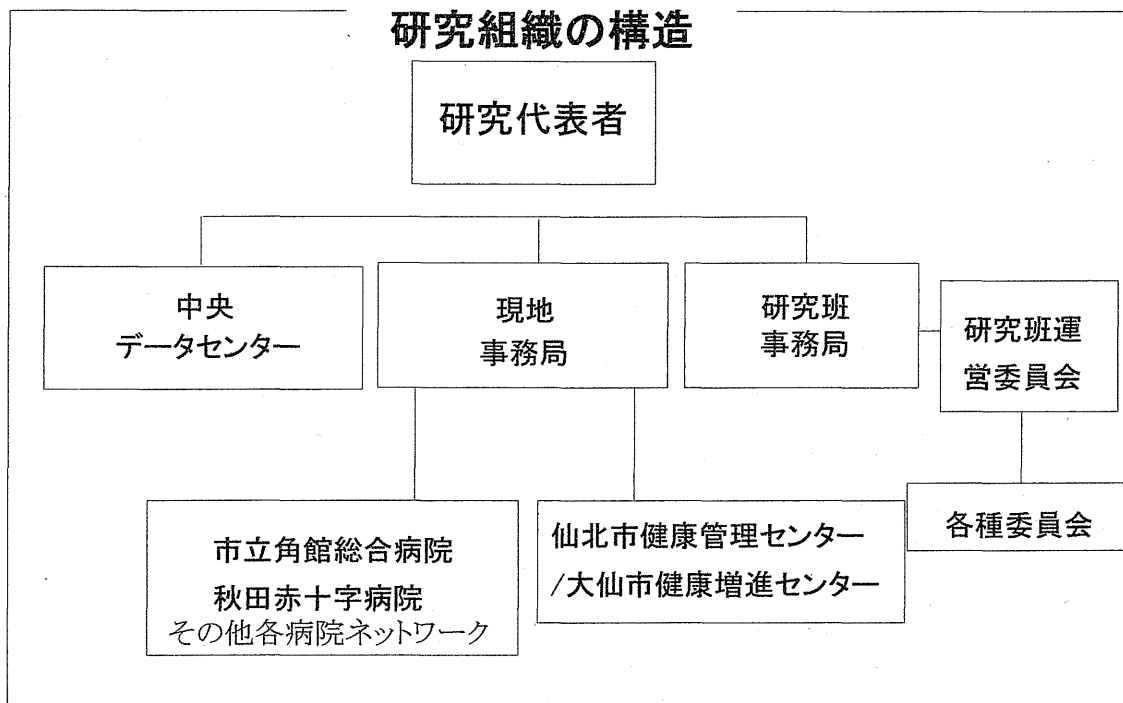 研究組織の構造
研究代表者
中央
データセンター
現地
事務局
研究班
事務局
研究班運
営委員会
市立角館総合病院
秋田赤十字病院
その他各病院ネットワーク
仙北市健康管理センター
/大仙市健康増進センター
各種委員会